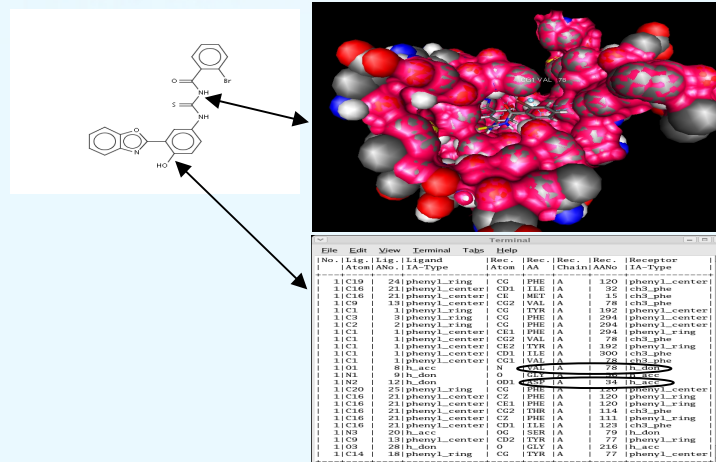 O
Br
NH
S
NH
O
N
HO
VAL 78
Terminal
File Edit View Terminal Tabs Help
|No.|Lig.|Lig.|Ligand |Rec. |Rec.|Rec. |Rec. |Receptor
| |Atom|ANo.|IA-Type |Atom |AA |Chain|AANo |IA-Type
1|C19 | 24|phenyl_ring | CG |PHE |A | 120 |phenyl_center|
1|C16 | 21|phenyl_center| CD1 |ILE |A | 32 |ch3_phe |
1|C16 | 21|phenyl_center| CE |MET |A | 15 |ch3_phe |
1|C9 | 13|phenyl_center| CG2 |VAL |A | 78 |ch3_phe |
1|C1 | 1|phenyl_ring | CG |TYR |A | 192 |phenyl_center|
1|C3 | 3|phenyl_ring | CG |PHE |A | 294 |phenyl_center|
1|C2 | 2|phenyl_ring | CG |PHE |A | 294 |phenyl_center|
1|C1 | 1|phenyl_center| CE1 |PHE |A | 294 |phenyl_ring |
1|C1 | 1|phenyl_center| CG2 |VAL |A | 78 |ch3_phe |
1|C1 | 1|phenyl_center| CE2 |TYR |A | 192 |phenyl_ring |
1|C1 | 1|phenyl_center| CD1 |ILE |A | 300 |ch3_phe |
1|C1 | 1|phenyl_center| CG1 |VAL |A | 78 |ch3_phe |
1|O1 | 8|h_acc | N |VAL |A | 78 |h_don |
1|N1 | 9|h_don | O |GLY |A | |h_acc |
1|N2 | 12|h_don | OD1 |ASP |A | 34 |h_acc |
1|C20 | 25|phenyl_ring | CG |PHE |A | 120 |phenyl_center|
1|C16 | 21|phenyl_center| CZ |PHE |A | 120 |phenyl_ring |
1|C16 | 21|phenyl_center| CE1 |PHE |A | 120 |phenyl_ring |
1|C16 | 21|phenyl_center| CG2 |THR |A | 114 |ch3_phe |
1|C16 | 21|phenyl_center| CZ |PHE |A | 111 |phenyl_ring |
1|C16 | 21|phenyl_center| CD1 |ILE |A | 123 |ch3_phe |
1|N3 | 20|h_acc | OG |SER |A | 79 |h_don |
1|C9 | 13|phenyl_center| CD2 |TYR |A | 77 |phenyl_ring |
1|O3 | 28|h_don | O |GLY |A | 216 |h_acc |
1|C14 | 18|phenyl_ring | CG |TYR |A | 77 |phenyl_center|